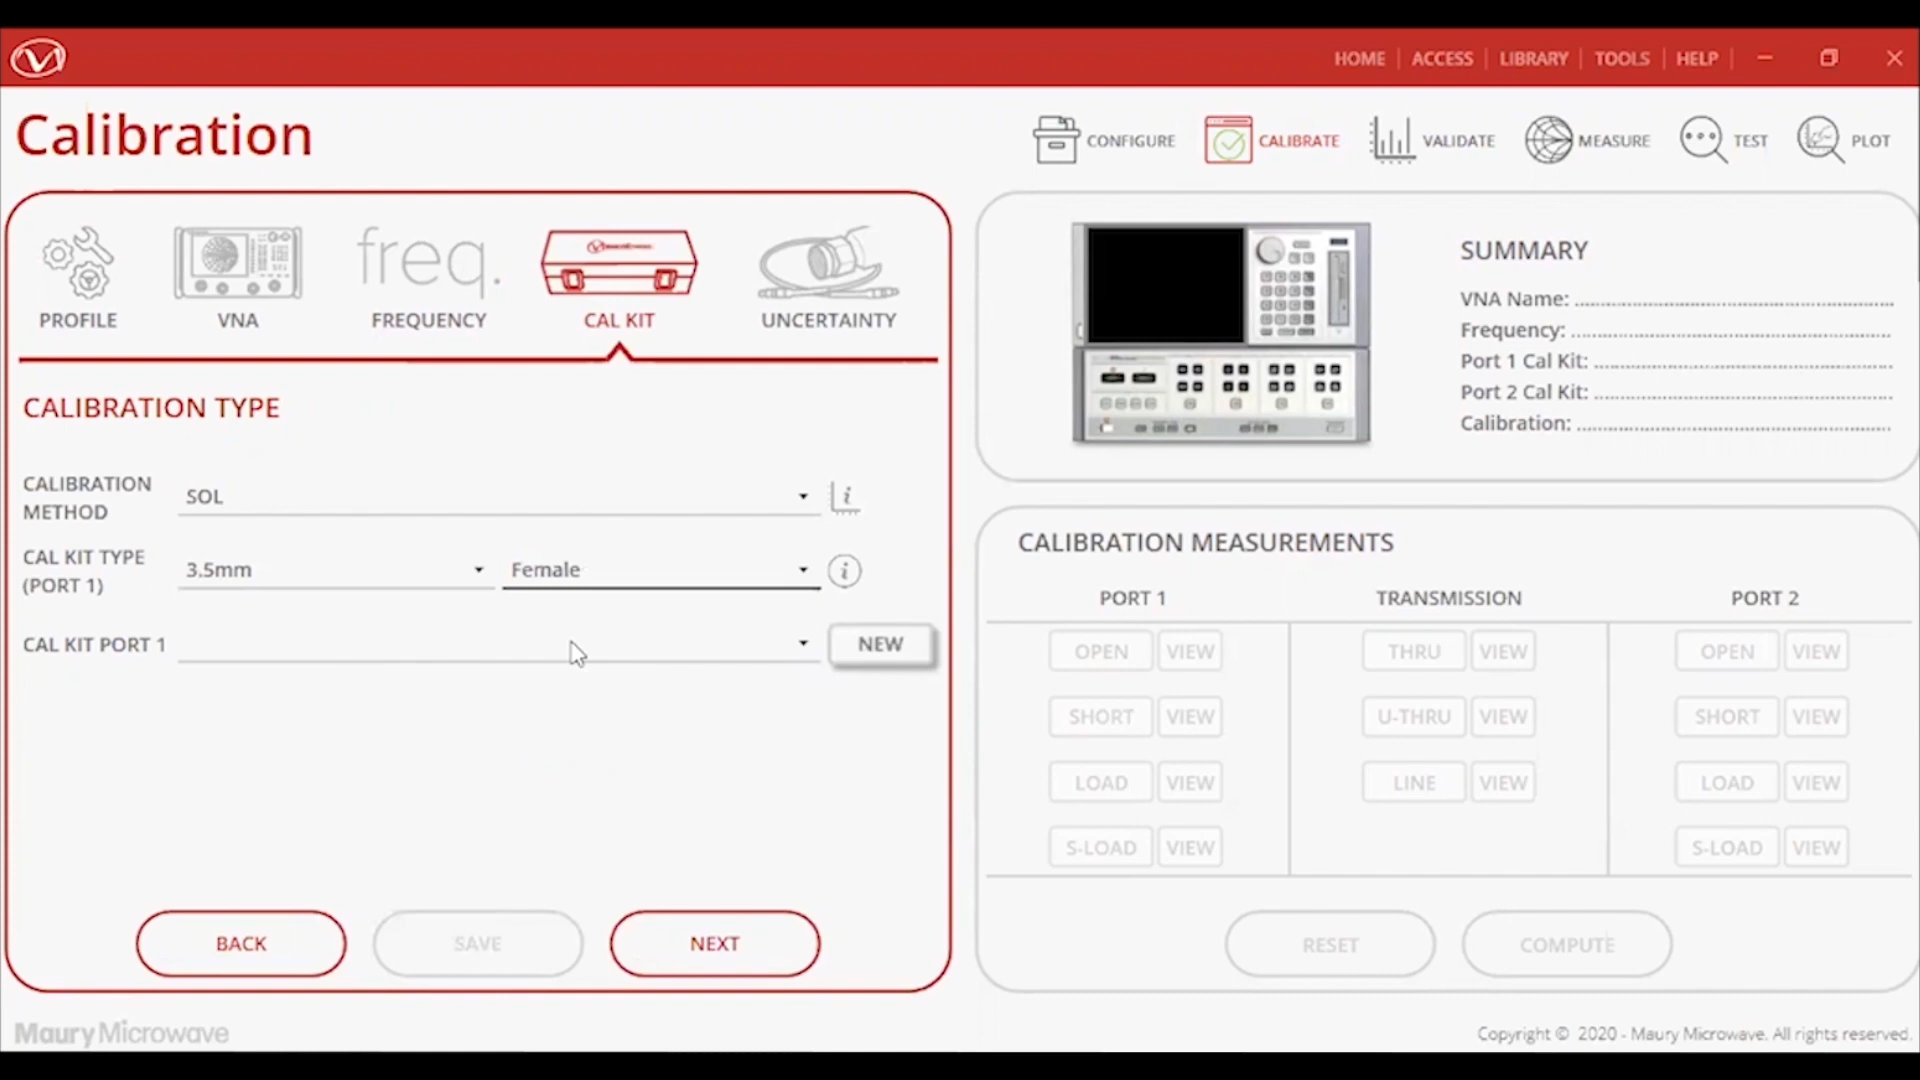 HOME
ACCESS
LIBRARY
TOOLS
HELP
Calibration
CONFIGURE
CALIBRATE
VALIDATE
MEASURE
TEST
PLOT
freq.
PROFILE
VNA
FREQUENCY
CAL KIT
UNCERTAINTY
CALIBRATION TYPE
CALIBRATION
METHOD
SOL
CAL KIT TYPE
(PORT 1)
3.5mm
Female
CAL KIT PORT 1
NEW
BACK
SAVE
NEXT
SUMMARY
VNA Name:
Frequency:
Port 1 Cal Kit:
Port 2 Cal Kit:
Calibration:
CALIBRATION MEASUREMENTS
PORT 1
TRANSMISSION
PORT 2
OPEN VIEW
THRU VIEW
OPEN VIEW
SHORT VIEW
U-THRU VIEW
SHORT VIEW
LOAD VIEW
LINE VIEW
LOAD VIEW
S-LOAD VIEW
S-LOAD VIEW
RESET
COMPUTE
Maury Microwave
Copyright © 2020 - Maury Microwave. All rights reserved.